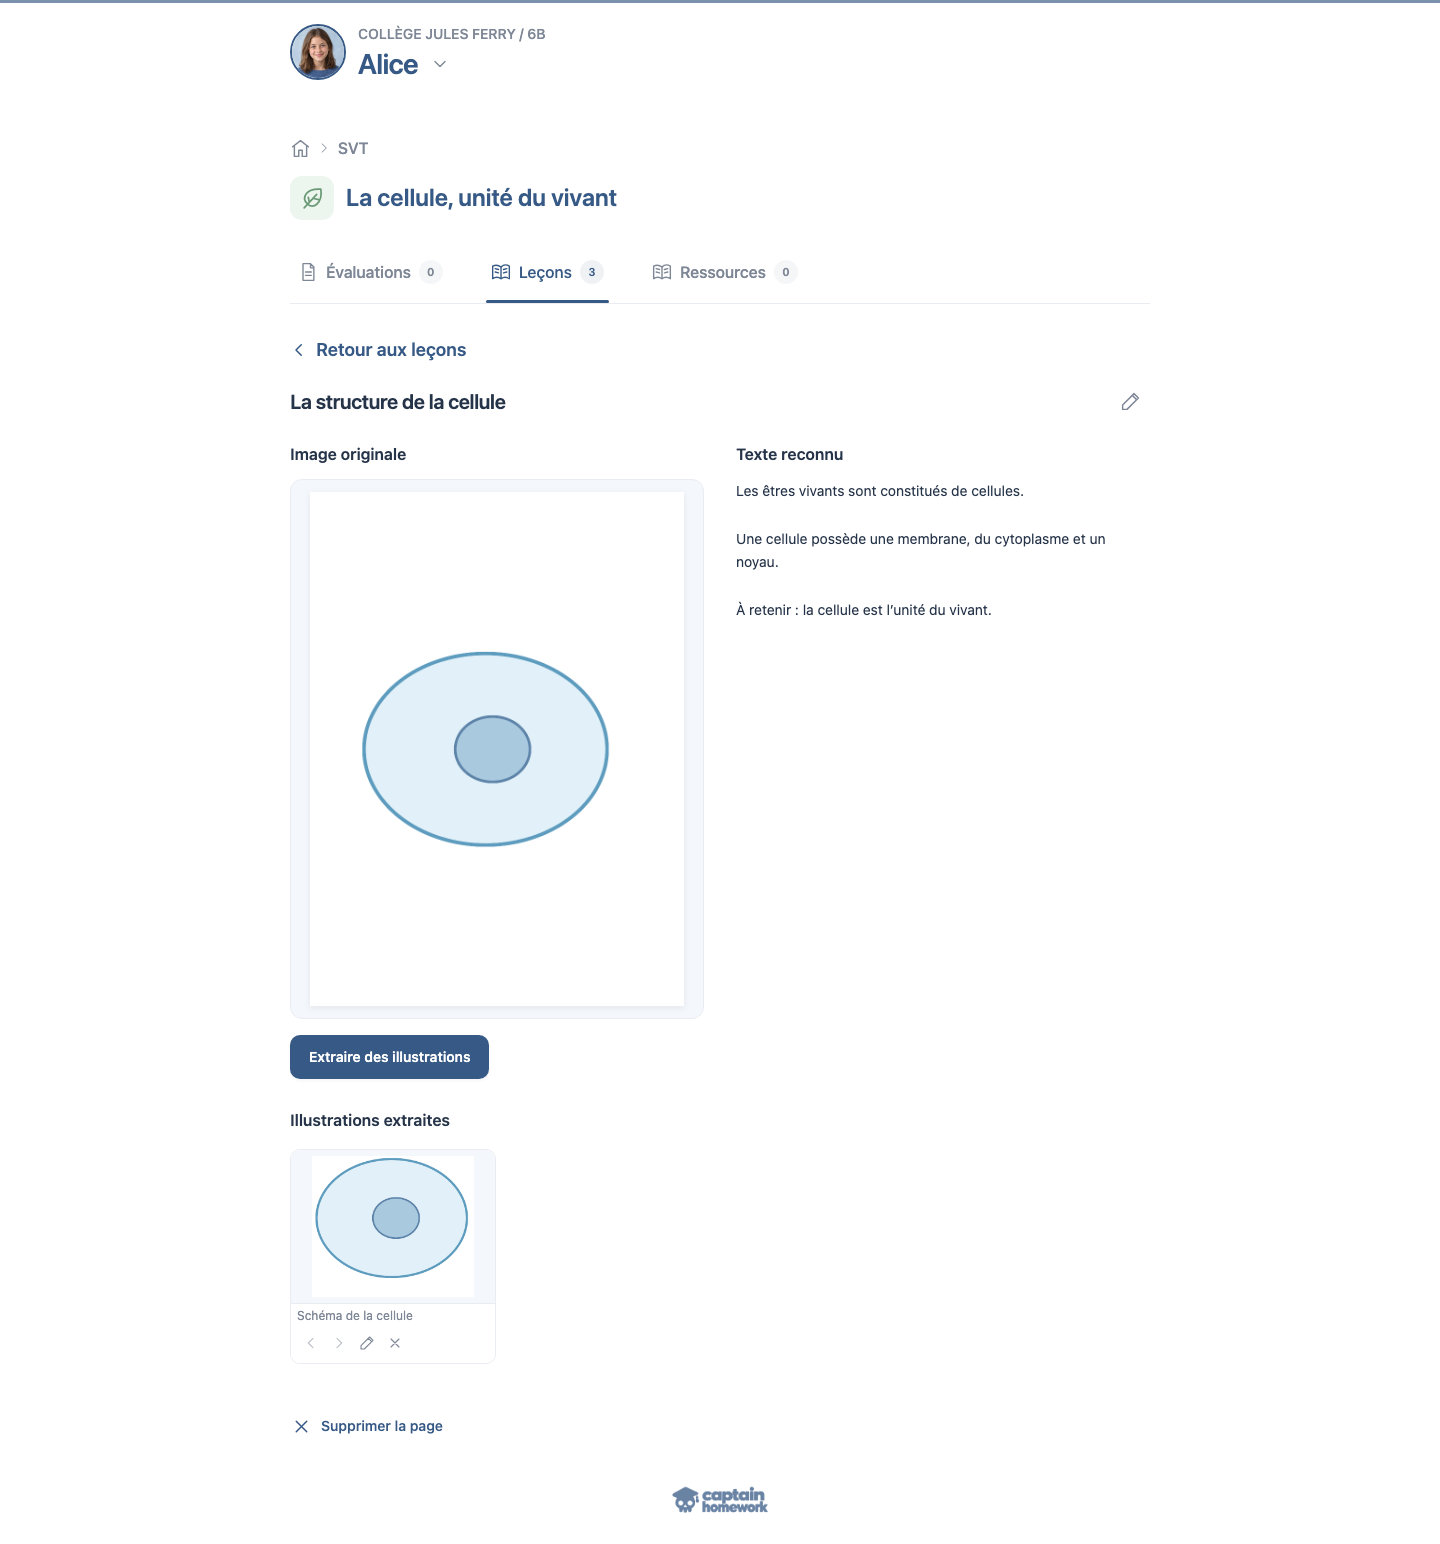 COLLÈGE JULES FERRY / 6B
Alice
SVT
La cellule, unité du vivant
Évaluations 0
Leçons 3
Ressources 0
Retour aux leçons
La structure de la cellule
Image originale
Texte reconnu
Les êtres vivants sont constitués de cellules.
Une cellule possède une membrane, du cytoplasme et un
noyau.
À retenir : la cellule est l’unité du vivant.
Extraire des illustrations
Illustrations extraites
Schéma de la cellule
Supprimer la page
captain
homework